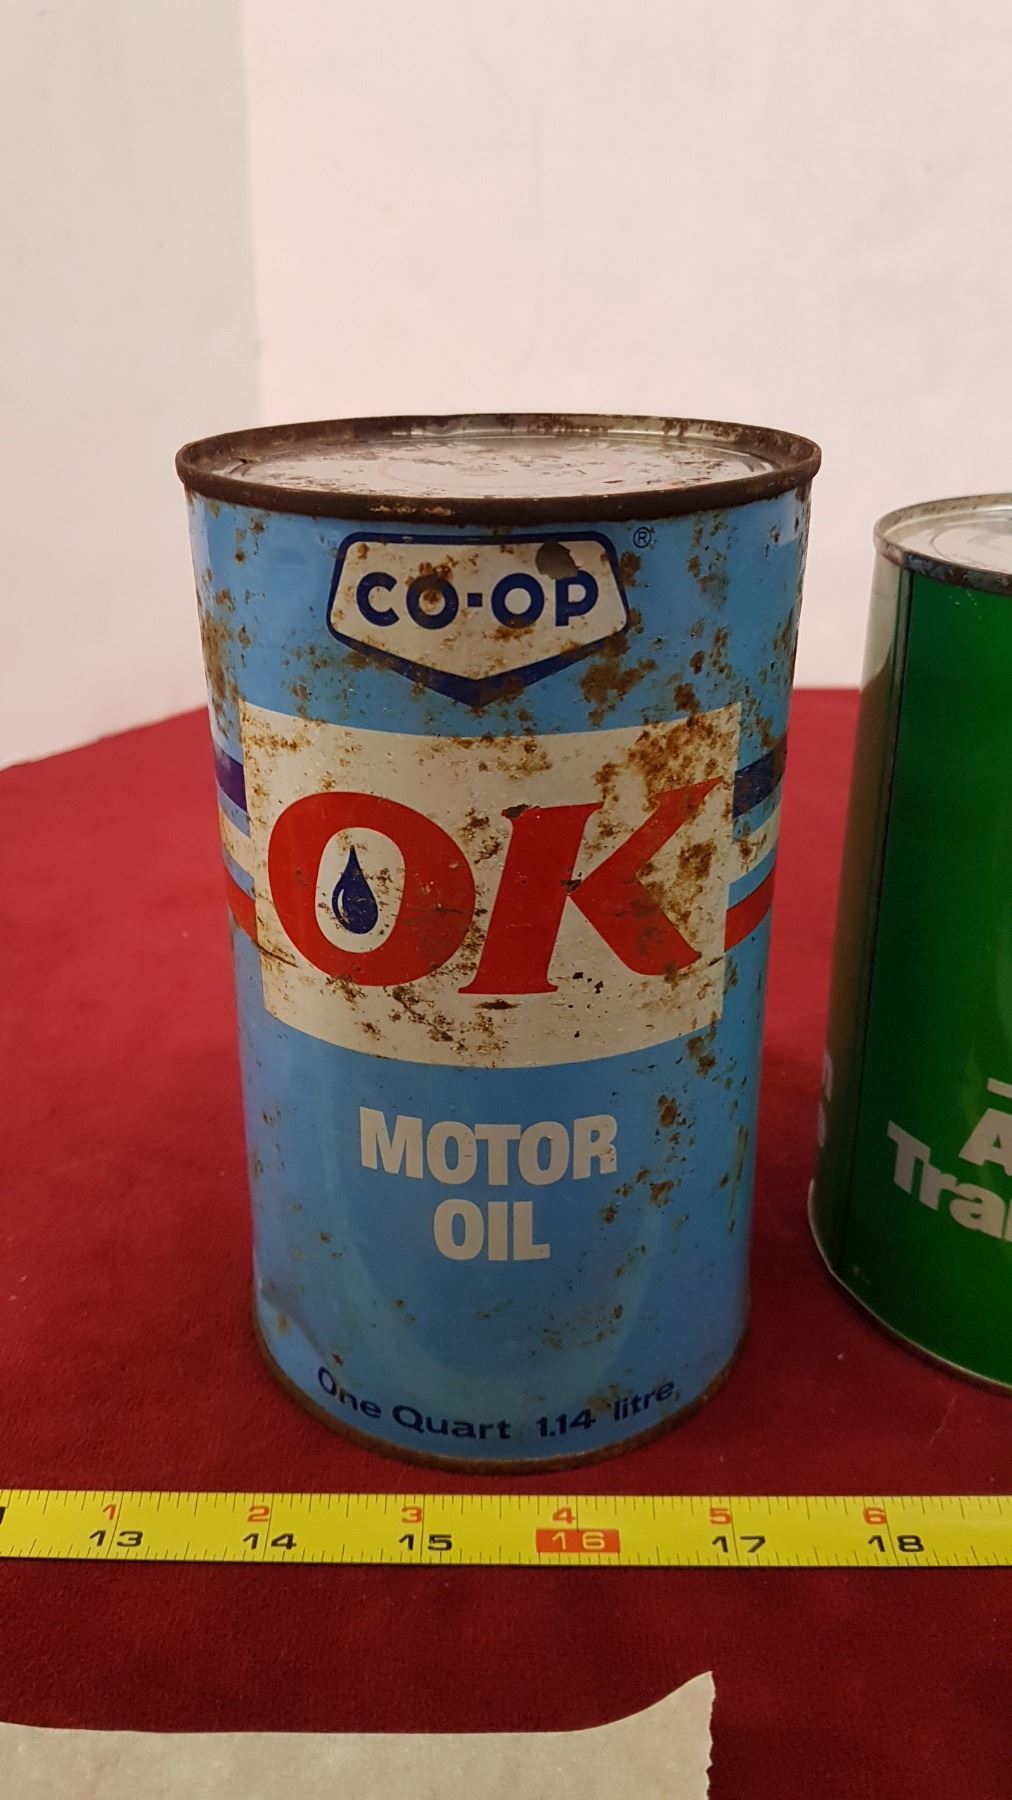 CO-OP ®
OK
MOTOR
OIL
One Quart 1.14 litre
1 2 3 4 5 6
13 14 15 16 17 18